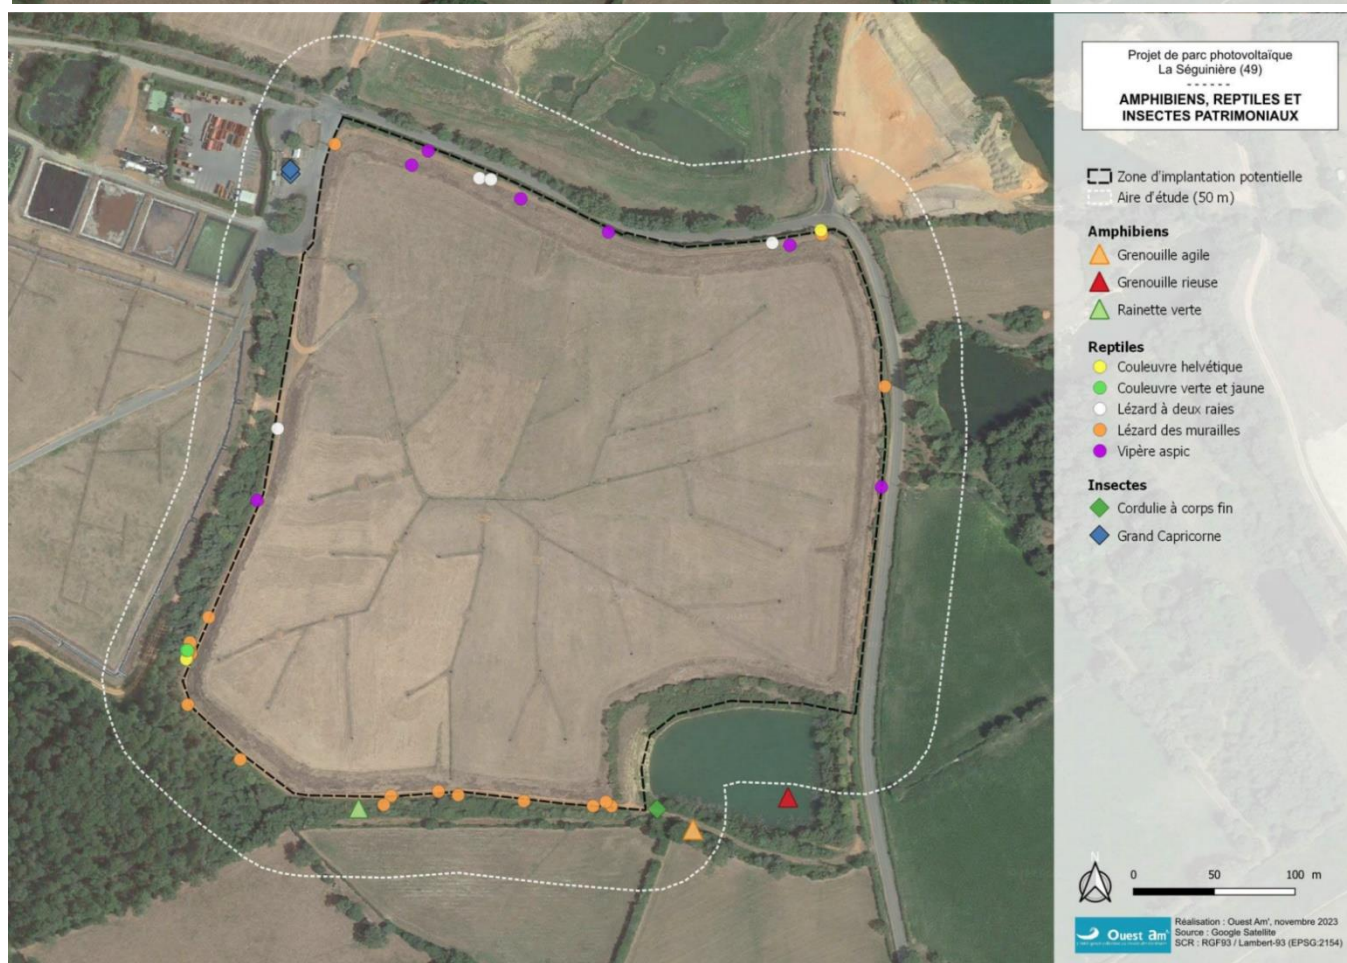 Projet de parc photovoltaïque
La Séguinière (49)
AMPHIBIENS, REPTILES ET
INSECTES PATRIMONIAUX
Zone d'implantation potentielle
Aire d'étude (50 m)
Amphibiens
Grenouille agile
Grenouille rieuse
Rainette verte
Reptiles
Couleuvre helvétique
Couleuvre verte et jaune
Lézard à deux raies
Lézard des murailles
Vipère aspic
Insectes
Cordulie à corps fin
Grand Capricorne
N
0 50 100 m
Ouest Am'
Réalisation : Ouest Am', novembre 2023
Source : Google Satellite
SCR : RGF93 / Lambert-93 (EPSG:2154)